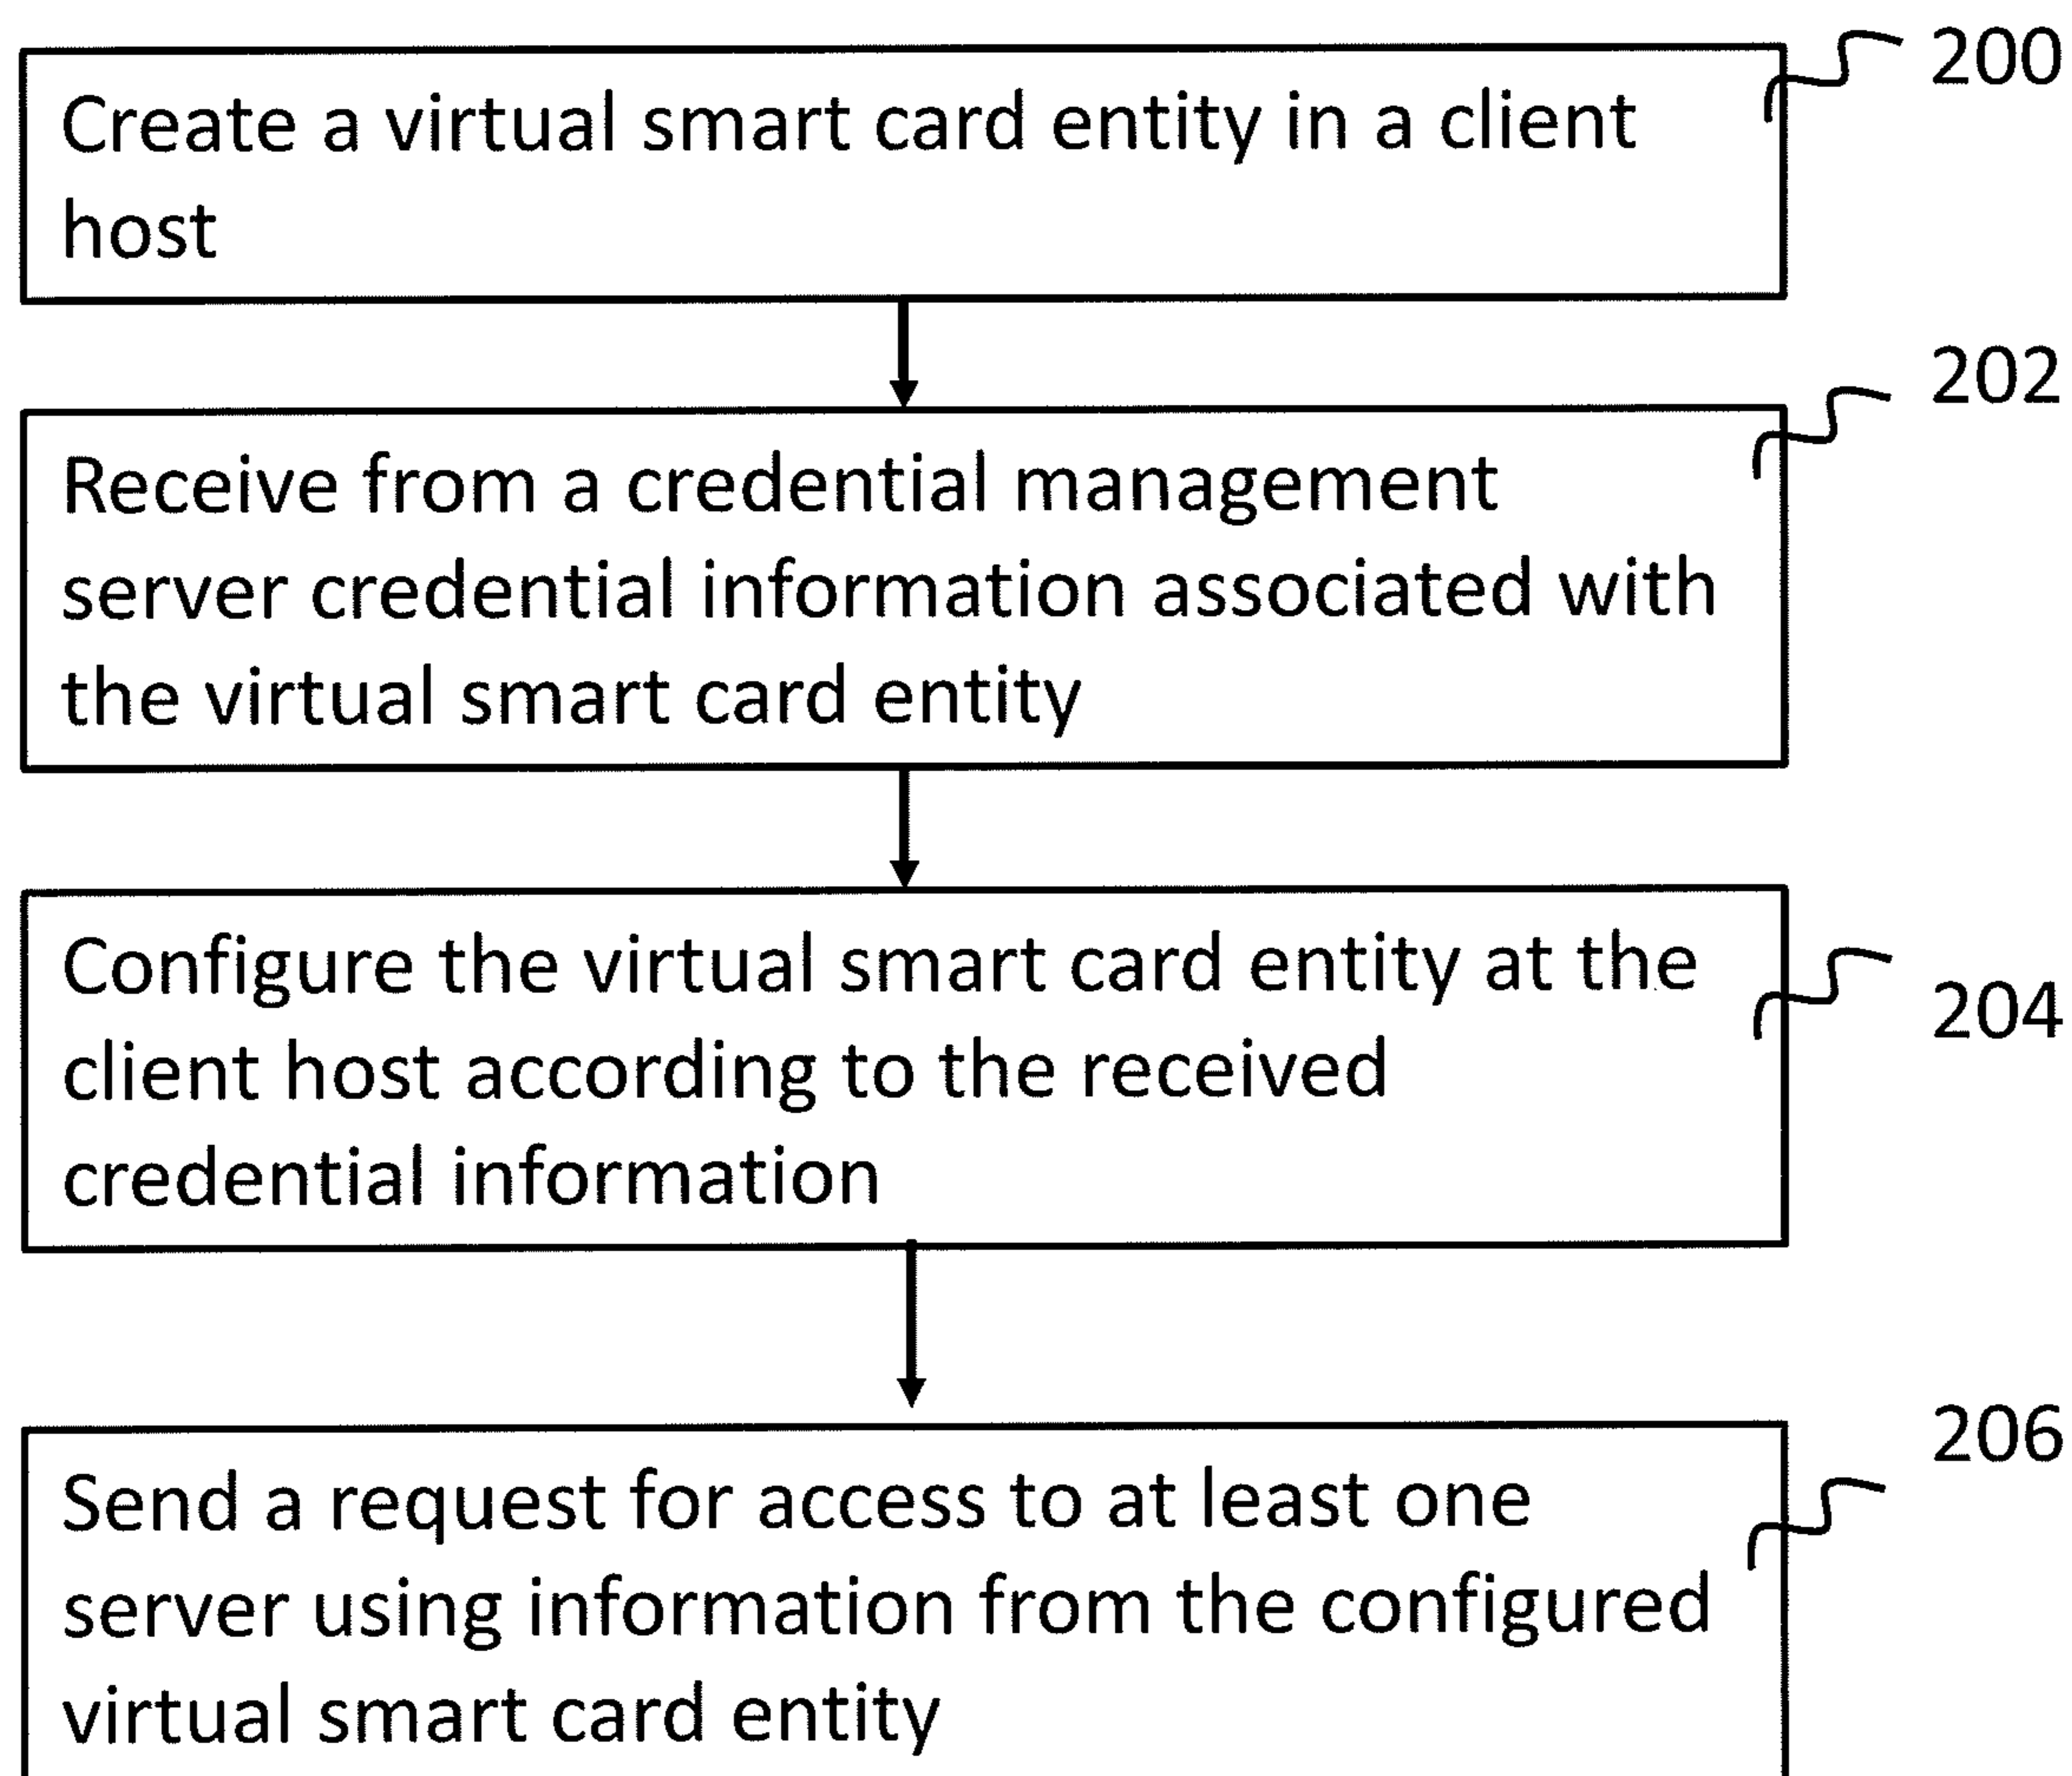 200
Create a virtual smart card entity in a client
host
202
Receive from a credential management
server credential information associated with
the virtual smart card entity
Configure the virtual smart card entity at the
204
client host according to the received
credential information
206
Send a request for access to at least one
server using information from the configured
virtual smart card entity